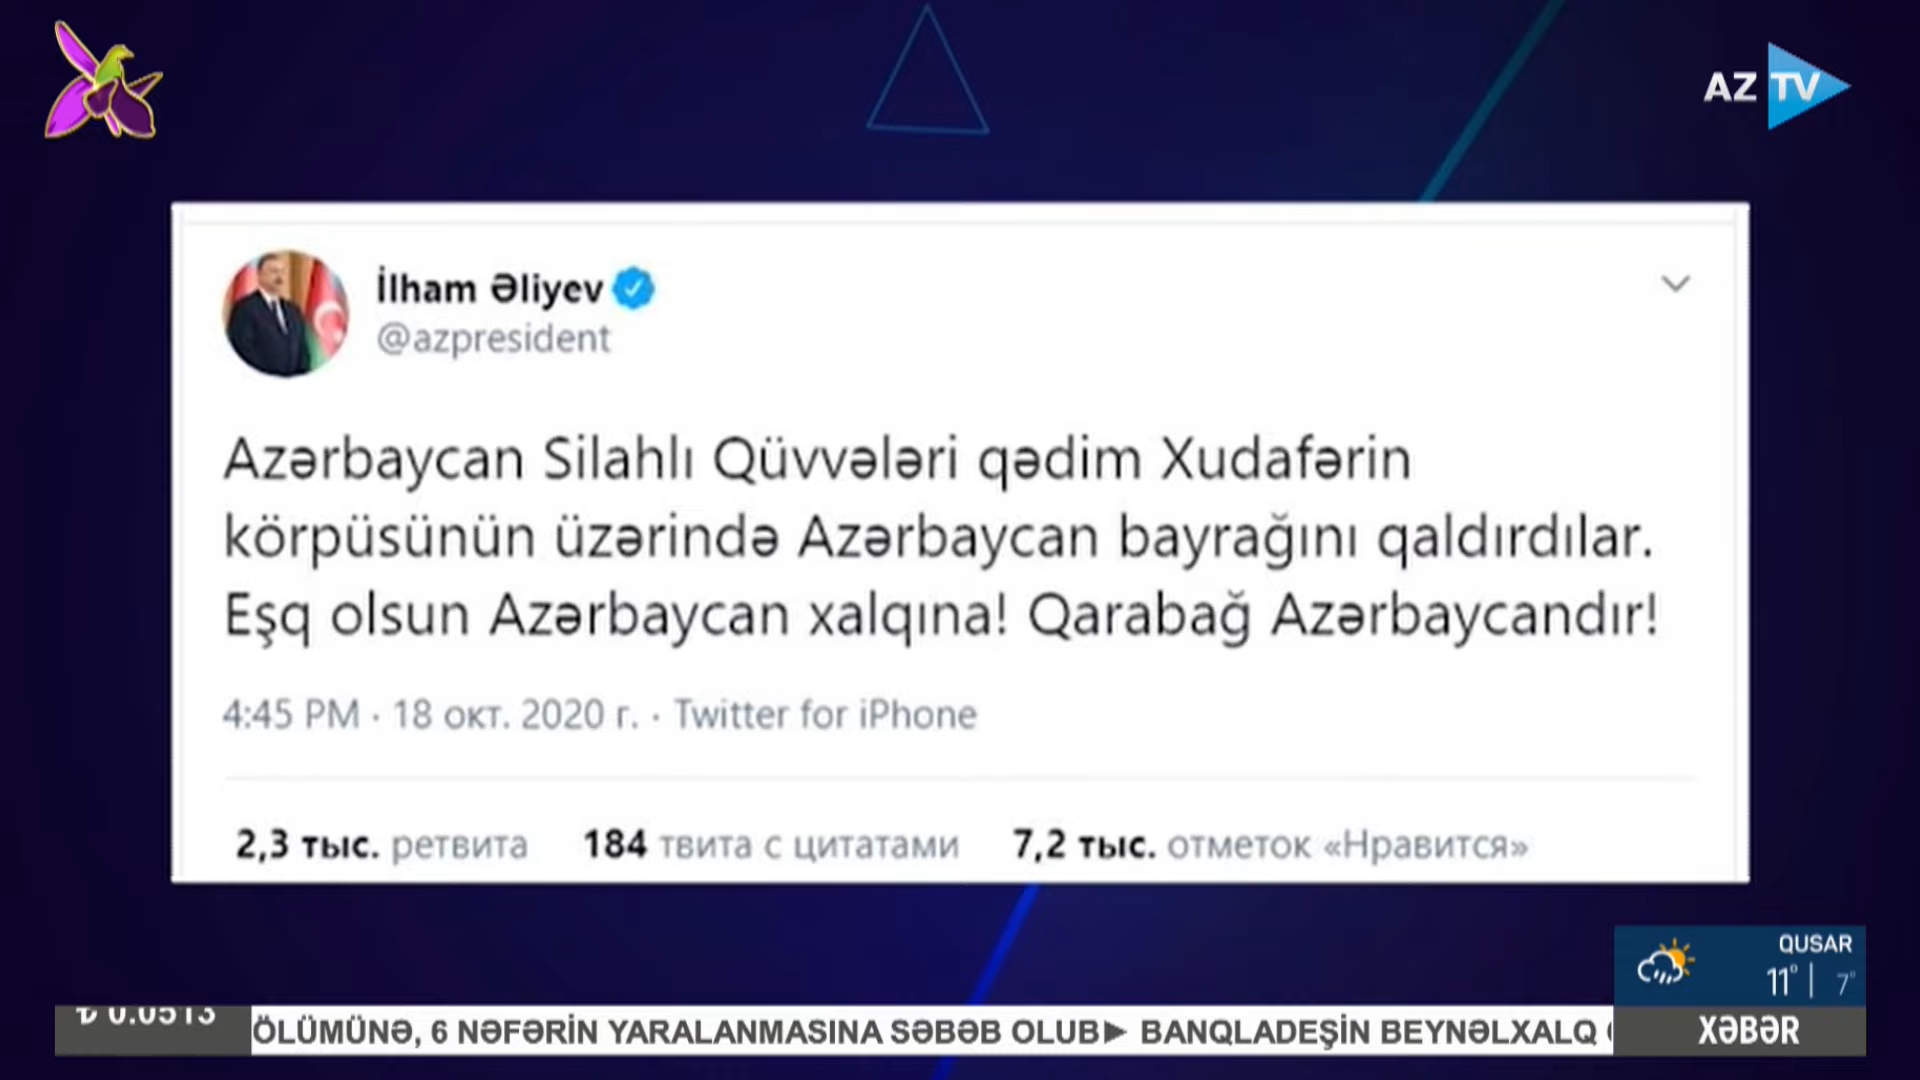 AZ TV
İlham Əliyev
@azpresident
Azərbaycan Silahlı Qüvvələri qədim Xudafərin
körpüsünün üzərində Azərbaycan bayrağını qaldırdılar.
Eşq olsun Azərbaycan xalqına! Qarabağ Azərbaycandır!
4:45 PM · 18 окт. 2020 г. · Twitter for iPhone
2,3 тыс. ретвита 184 твита с цитатами 7,2 тыс. отметок «Нравится»
QUSAR
11° | 7°
₺ 0.0513
ÖLÜMÜNƏ, 6 NƏFƏRİN YARALANMASINA SƏBƏB OLUB► BANQLADEŞİN BEYNƏLXALQ
XƏBƏR